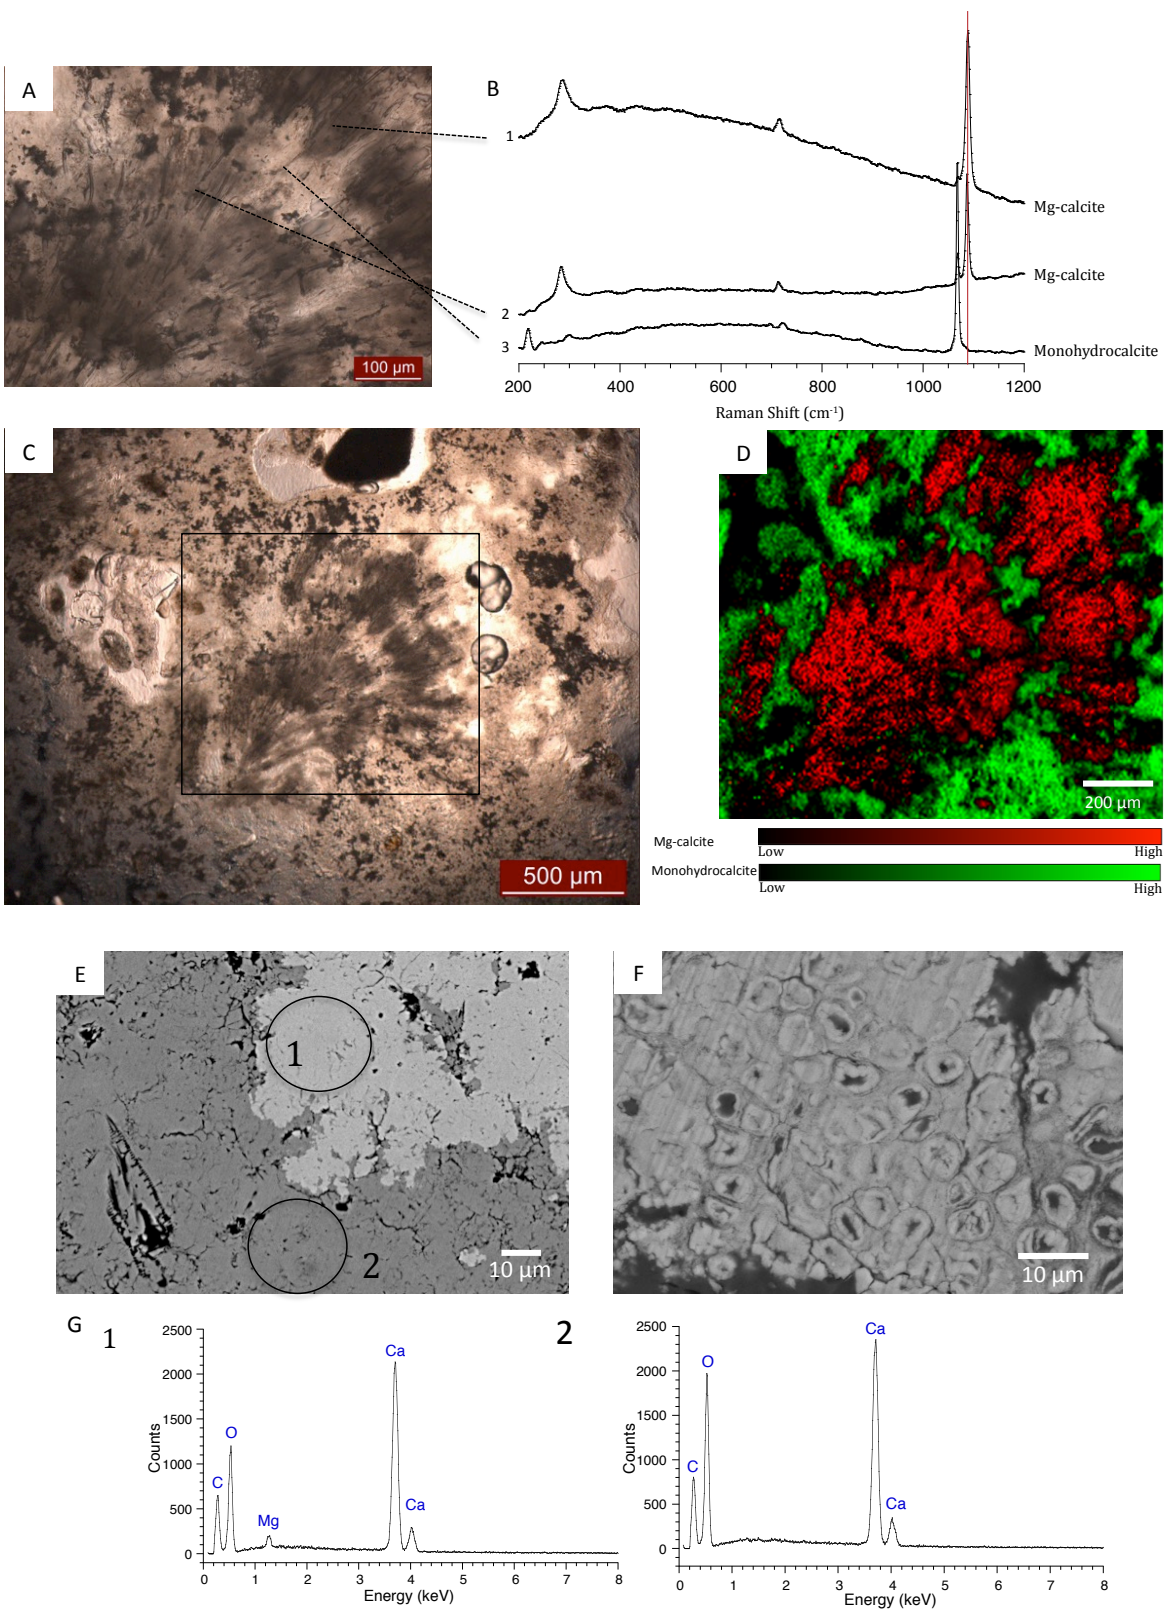 A
100 µm
B
1
2
3
Mg-calcite
Mg-calcite
Monohydrocalcite
200 400 600 800 1000 1200
Raman Shift (cm-1)
C
500 µm
D
200 µm
Mg-calcite
Low High
Monohydrocalcite
Low High
E
1
2
10 µm
F
10 µm
G 1
2500
2000
1500
1000
500
0
Counts
C
O
Mg
Ca
Ca
0 1 2 3 4 5 6 7 8
Energy (keV)
2
2500
2000
1500
1000
500
0
Counts
C
O
Ca
Ca
0 1 2 3 4 5 6 7 8
Energy (keV)